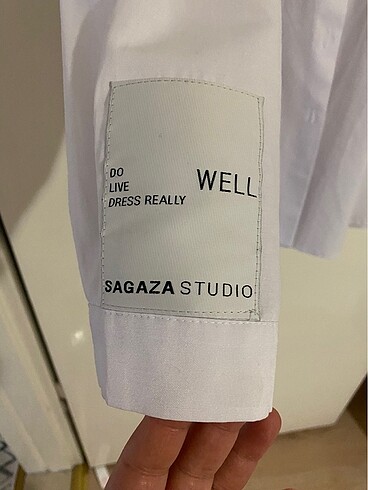 DO
LIVE WELL
DRESS REALLY
SAGAZA STUDIO